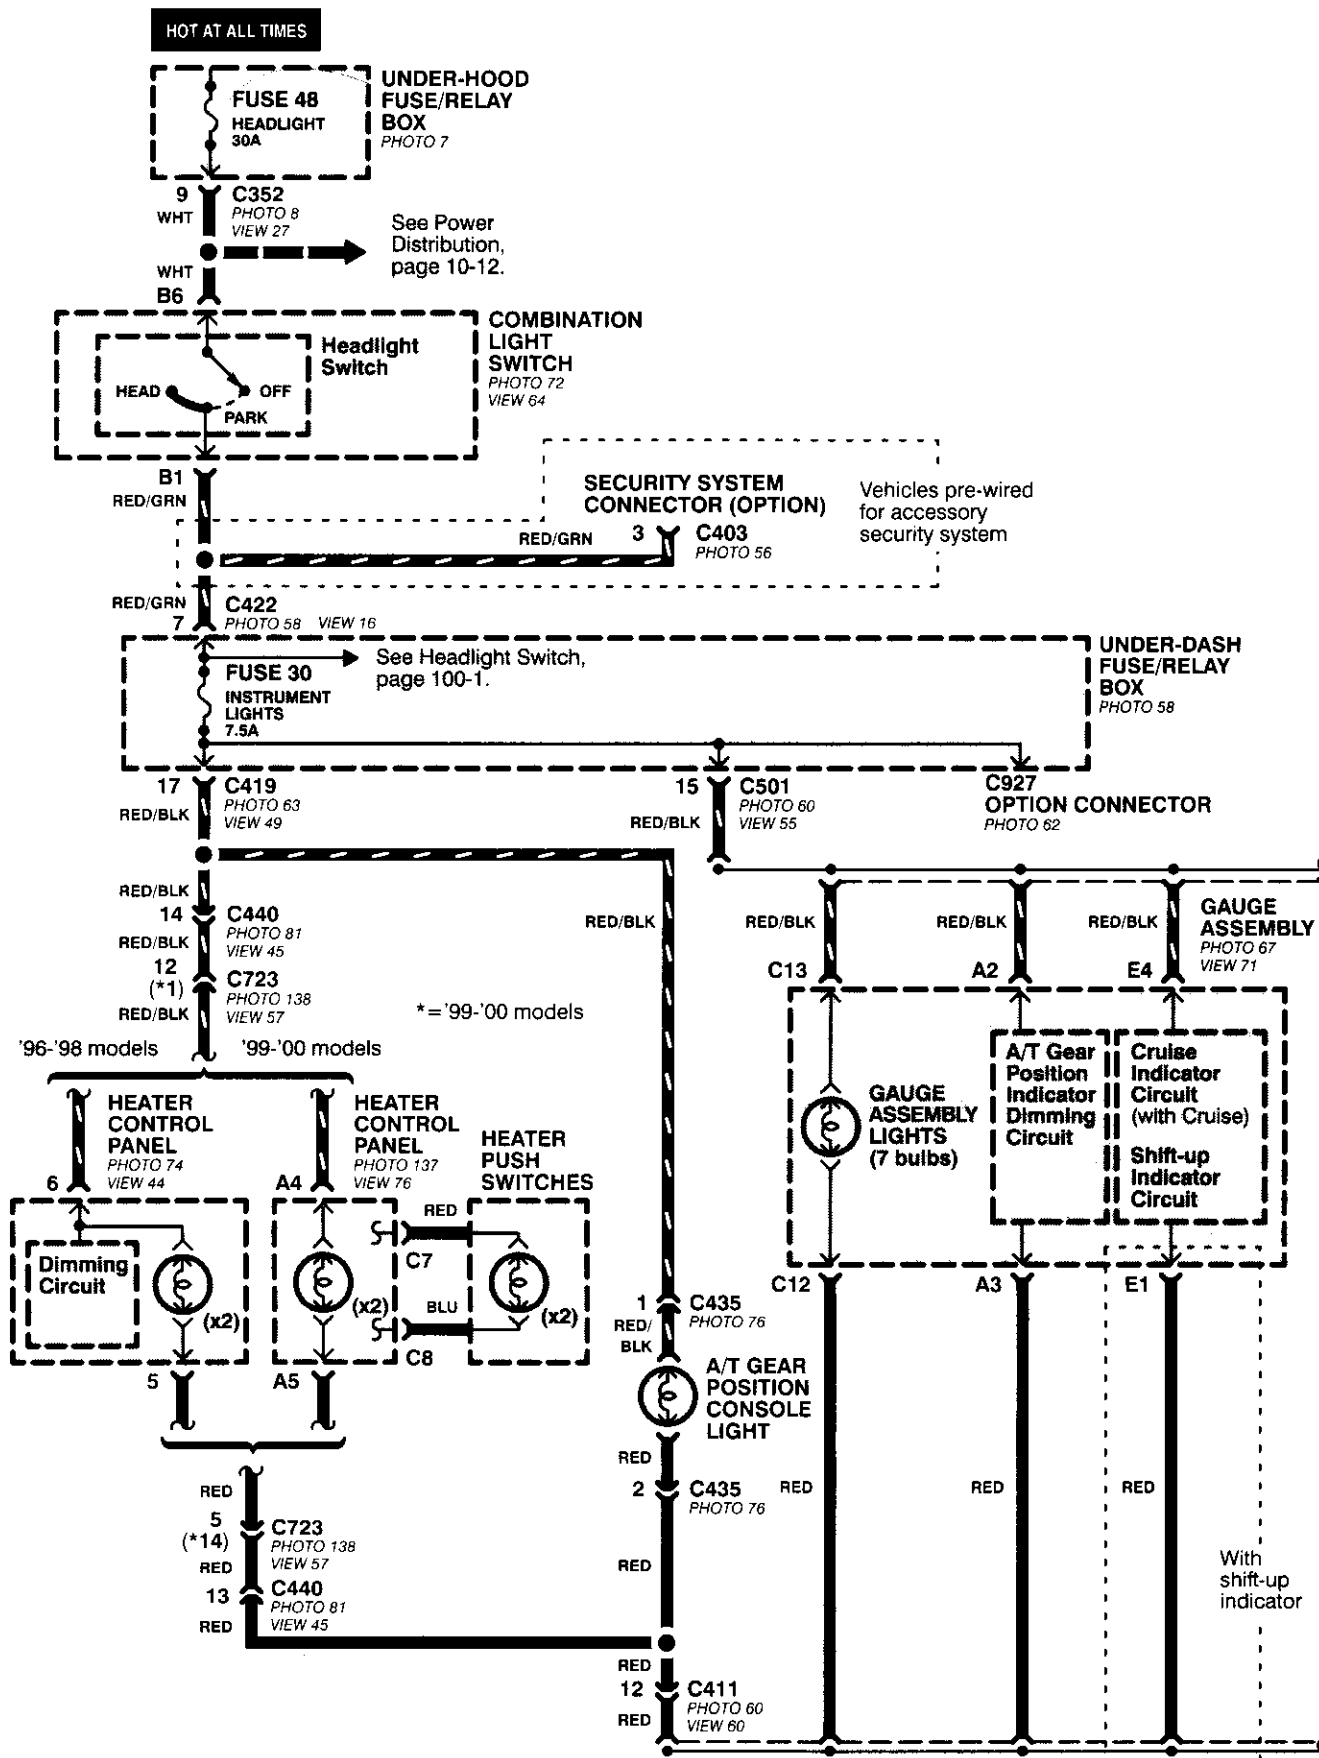 HOT AT ALL TIMES
FUSE 48
HEADLIGHT
30A
UNDER-HOOD
FUSE/RELAY
BOX
PHOTO 7
9
C352
WHT
PHOTO 8
VIEW 27
See Power
Distribution,
page 10-12.
WHT
B6
COMBINATION
LIGHT
SWITCH
PHOTO 72
VIEW 64
Headlight
Switch
HEAD
OFF
PARK
B1
RED/GRN
SECURITY SYSTEM
CONNECTOR (OPTION)
Vehicles pre-wired
for accessory
security system
RED/GRN
3
C403
PHOTO 56
RED/GRN
7
C422
PHOTO 58 VIEW 16
UNDER-DASH
FUSE/RELAY
BOX
PHOTO 58
See Headlight Switch,
page 100-1.
FUSE 30
INSTRUMENT
LIGHTS
7.5A
17
C419
RED/BLK
PHOTO 63
VIEW 49
15
C501
RED/BLK
PHOTO 60
VIEW 55
C927
OPTION CONNECTOR
PHOTO 62
RED/BLK
14
C440
RED/BLK
PHOTO 81
VIEW 45
12
(*1)
C723
RED/BLK
PHOTO 138
VIEW 57
*='99-'00 models
RED/BLK
RED/BLK
RED/BLK
RED/BLK
GAUGE
ASSEMBLY
PHOTO 67
VIEW 71
C13
A2
E4
'96-'98 models
'99-'00 models
HEATER
CONTROL
PANEL
PHOTO 74
VIEW 44
6
HEATER
CONTROL
PANEL
PHOTO 137
VIEW 76
A4
HEATER
PUSH
SWITCHES
GAUGE
ASSEMBLY
LIGHTS
(7 bulbs)
A/T Gear
Position
Indicator
Dimming
Circuit
Cruise
Indicator
Circuit
(with Cruise)
Shift-up
Indicator
Circuit
Dimming
Circuit
(x2)
(x2)
RED
C7
BLU
C8
(x2)
5
A5
C12
A3
E1
1
C435
PHOTO 76
RED/
BLK
A/T GEAR
POSITION
CONSOLE
LIGHT
RED
2
C435
PHOTO 76
RED
RED
RED
RED
5
(*14)
C723
PHOTO 138
VIEW 57
RED
13
C440
PHOTO 81
VIEW 45
RED
RED
With
shift-up
indicator
RED
12
C411
PHOTO 60
VIEW 60
RED